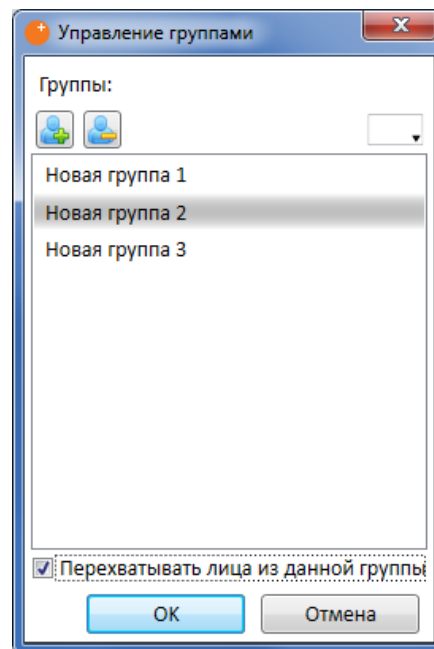 Управление группами
Группы:
Новая группа 1
Новая группа 2
Новая группа 3
Перехватывать лица из данной группы
OK
Отмена